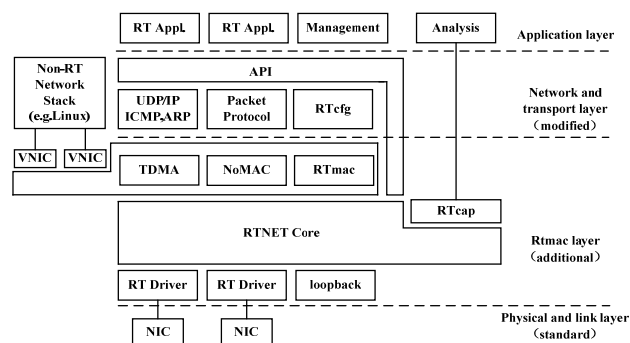 RT Appl.
RT Appl.
Management
Analysis
Application layer
Non-RT
Network
Stack
(e.g.Linux)
API
UDP/IP
ICMP,ARP
Packet
Protocol
RTcfg
Network and
transport layer
(modified)
VNIC
VNIC
TDMA
NoMAC
RTmac
RTcap
RTNET Core
Rtmac layer
(additional)
RT Driver
RT Driver
loopback
Physical and link layer
(standard)
NIC
NIC